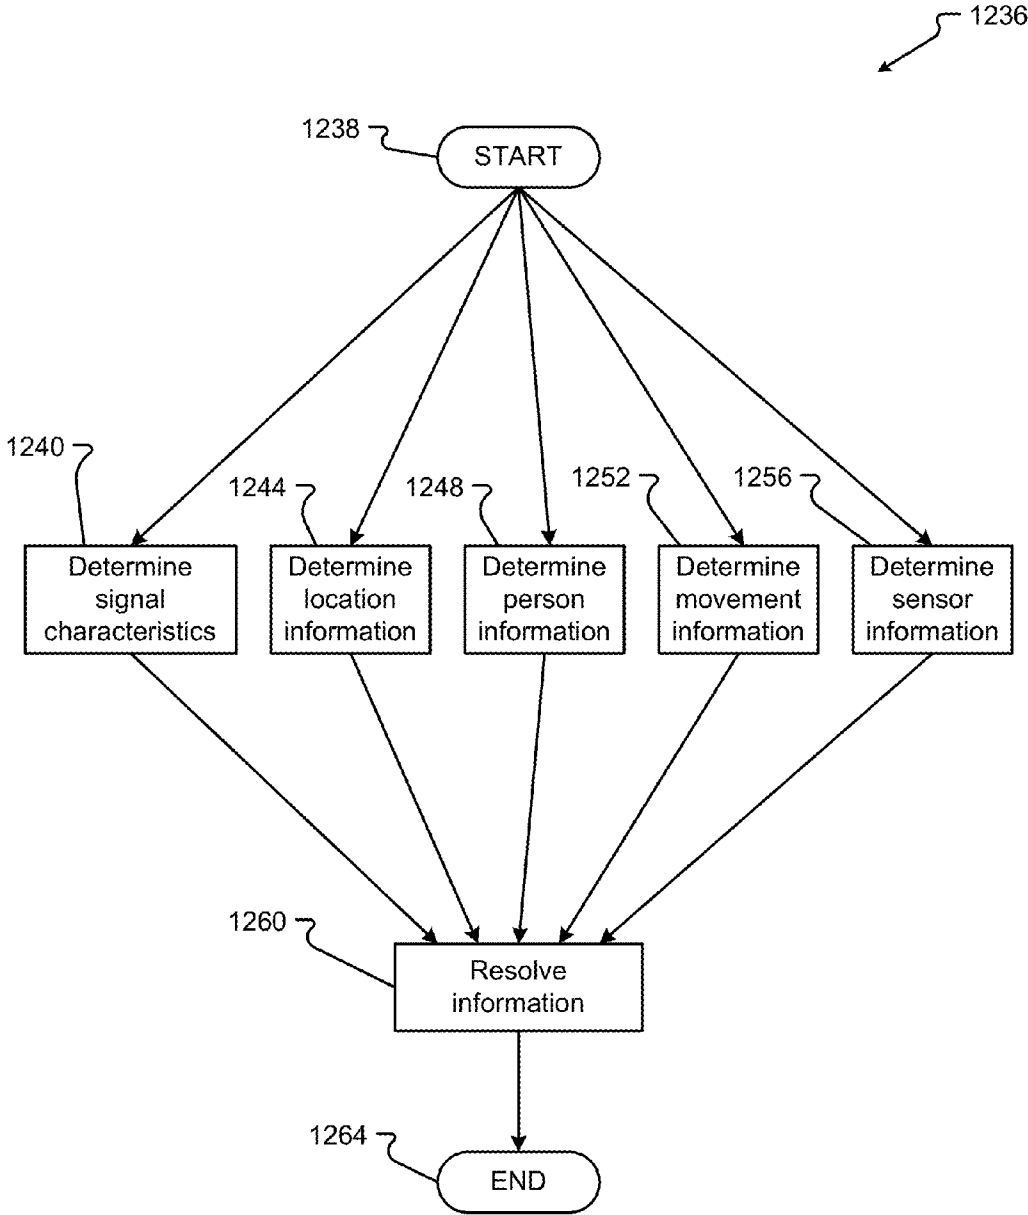 1236
1238
START
1240
1244
1248
1252
1256
Determine
signal
characteristics
Determine
location
information
Determine
person
information
Determine
movement
information
Determine
sensor
information
1260
Resolve
information
1264
END